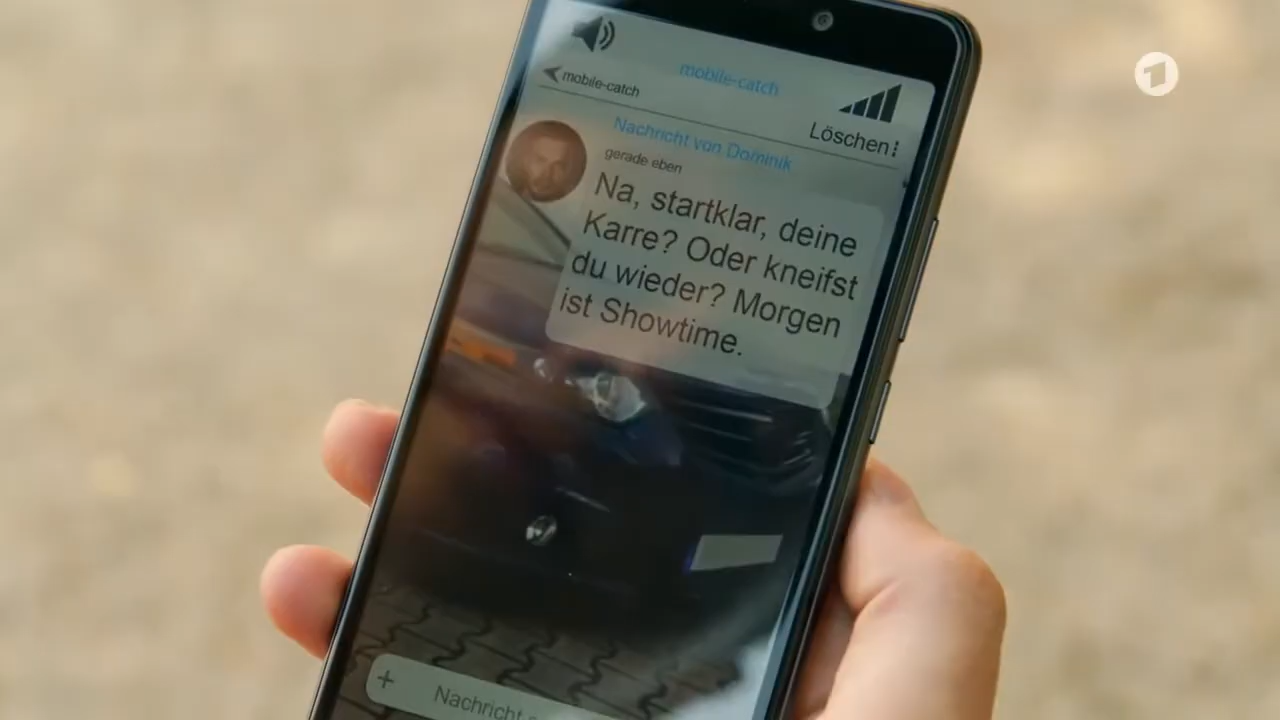 mobile-catch
mobile-catch
Löschen
Nachricht von Dominik
gerade eben
Na, startklar, deine
Karre? Oder kneifst
du wieder? Morgen
ist Showtime.
+ Nachricht
1